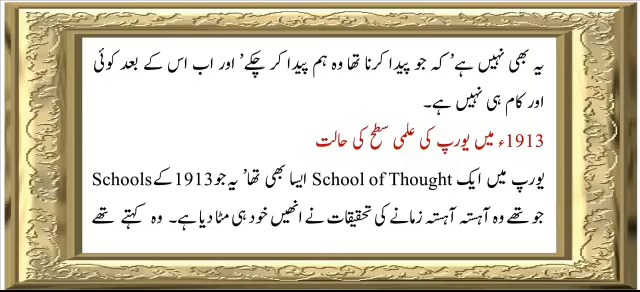 یہ بھی نہیں ہے’ کہ جو پیدا کرنا تھا وہ ہم پیدا کر چکے’ اور اب اس کے بعد کوئی
اور کام ہی نہیں ہے۔
1913ء میں یورپ کی علمی سطح کی حالت
یورپ میں ایک School of Thought ایسا بھی تھا’ یہ جو 1913 کے Schools
جو تھے وہ آہستہ آہستہ زمانے کی تحقیقات نے انھیں خود ہی مٹا دیا ہے۔ وہ کہتے تھے